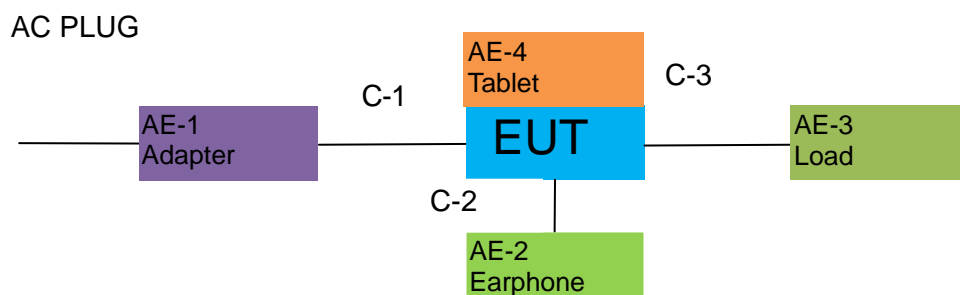 AC PLUG
AE-4
Tablet
C-1
C-3
AE-1
Adapter
EUT
AE-3
Load
C-2
AE-2
Earphone